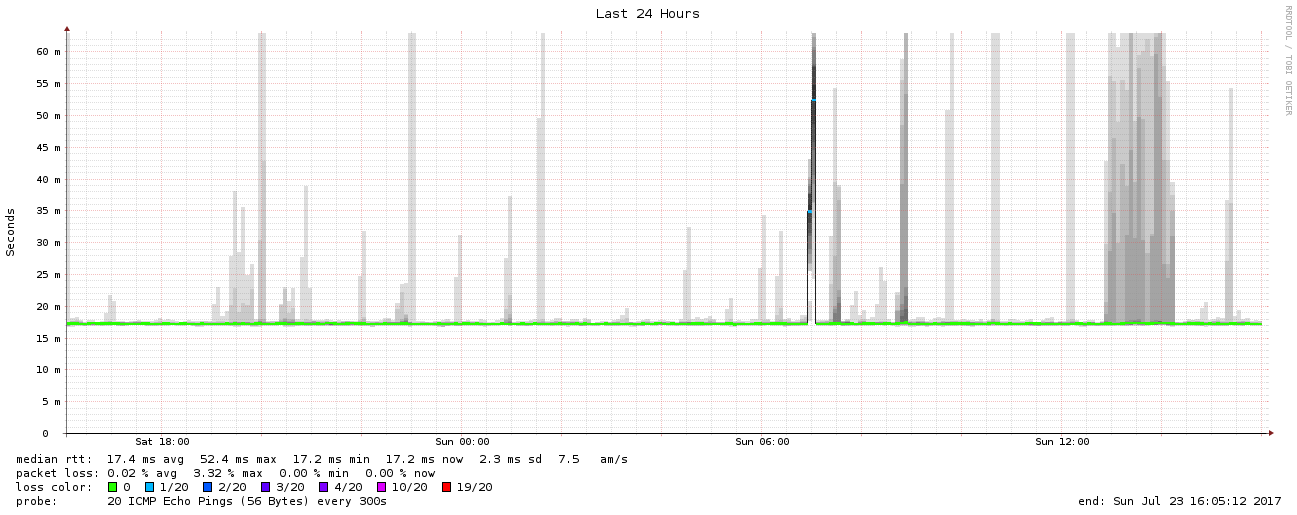 Last 24 Hours
RRDTOOL / TOBI OETIKER
Seconds
60 m
55 m
50 m
45 m
40 m
35 m
30 m
25 m
20 m
15 m
10 m
5 m
0
Sat 18:00 Sun 00:00 Sun 06:00 Sun 12:00
median rtt: 17.4 ms avg 52.4 ms max 17.2 ms min 17.2 ms now 2.3 ms sd 7.5 am/s
packet loss: 0.02 % avg 3.32 % max 0.00 % min 0.00 % now
loss color: 0 1/20 2/20 3/20 4/20 10/20 19/20
probe: 20 ICMP Echo Pings (56 Bytes) every 300s end: Sun Jul 23 16:05:12 2017